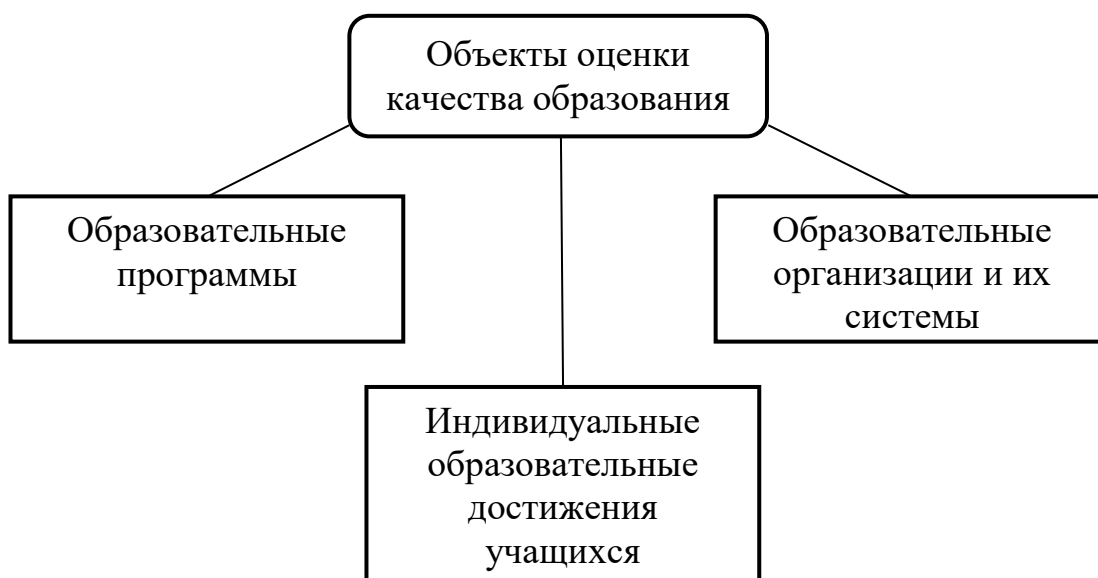 Объекты оценки
качества образования
Образовательные
программы
Образовательные
организации и их
системы
Индивидуальные
образовательные
достижения
учащихся